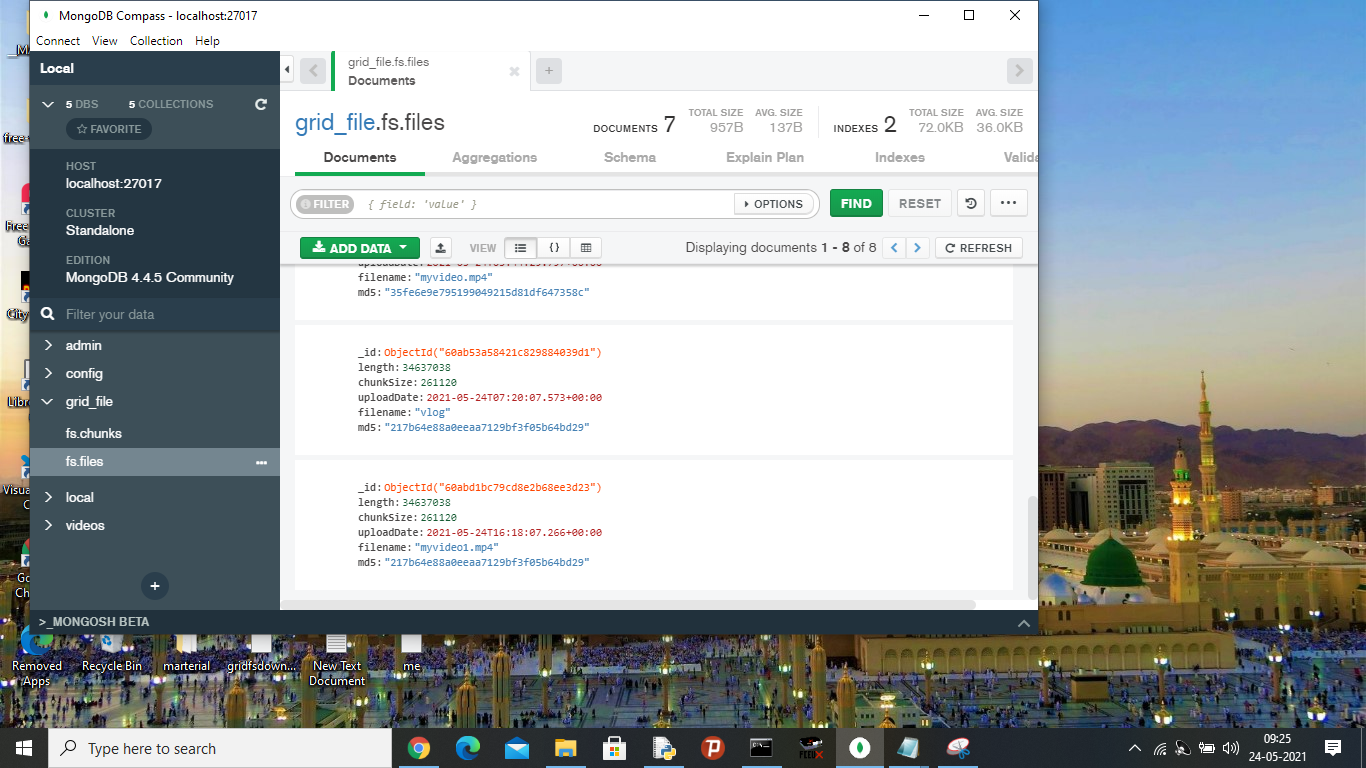 MongoDB Compass - localhost:27017
Connect View Collection Help
Local
5 DBS 5 COLLECTIONS
FAVORITE
HOST
localhost:27017
CLUSTER
Standalone
EDITION
MongoDB 4.4.5 Community
Filter your data
admin
config
grid_file
fs.chunks
fs.files
local
videos
>_MONGOSH BETA
grid_file.fs.files
Documents
grid_file.fs.files
DOCUMENTS 7
TOTAL SIZE
957B
AVG. SIZE
137B
INDEXES 2
TOTAL SIZE
72.0KB
AVG. SIZE
36.0KB
Documents Aggregations Schema Explain Plan Indexes Valida
FILTER { field: 'value' } OPTIONS FIND RESET
ADD DATA VIEW { } Displaying documents 1 - 8 of 8 REFRESH
filename: "myvideo.mp4"
md5: "35fe6e9e795199049215d81df647358c"
_id: ObjectId("60ab53a58421c829884039d1")
length: 34637038
chunkSize: 261120
uploadDate: 2021-05-24T07:20:07.573+00:00
filename: "vlog"
md5: "217b64e88a0eeaa7129bf3f05b64bd29"
_id: ObjectId("60abd1bc79cd8e2b68ee3d23")
length: 34637038
chunkSize: 261120
uploadDate: 2021-05-24T16:18:07.266+00:00
filename: "myvideo1.mp4"
md5: "217b64e88a0eeaa7129bf3f05b64bd29"
Removed
Apps
Recycle Bin
marterial
gridfsdown...
New Text
Document
me
Type here to search
09:25
24-05-2021